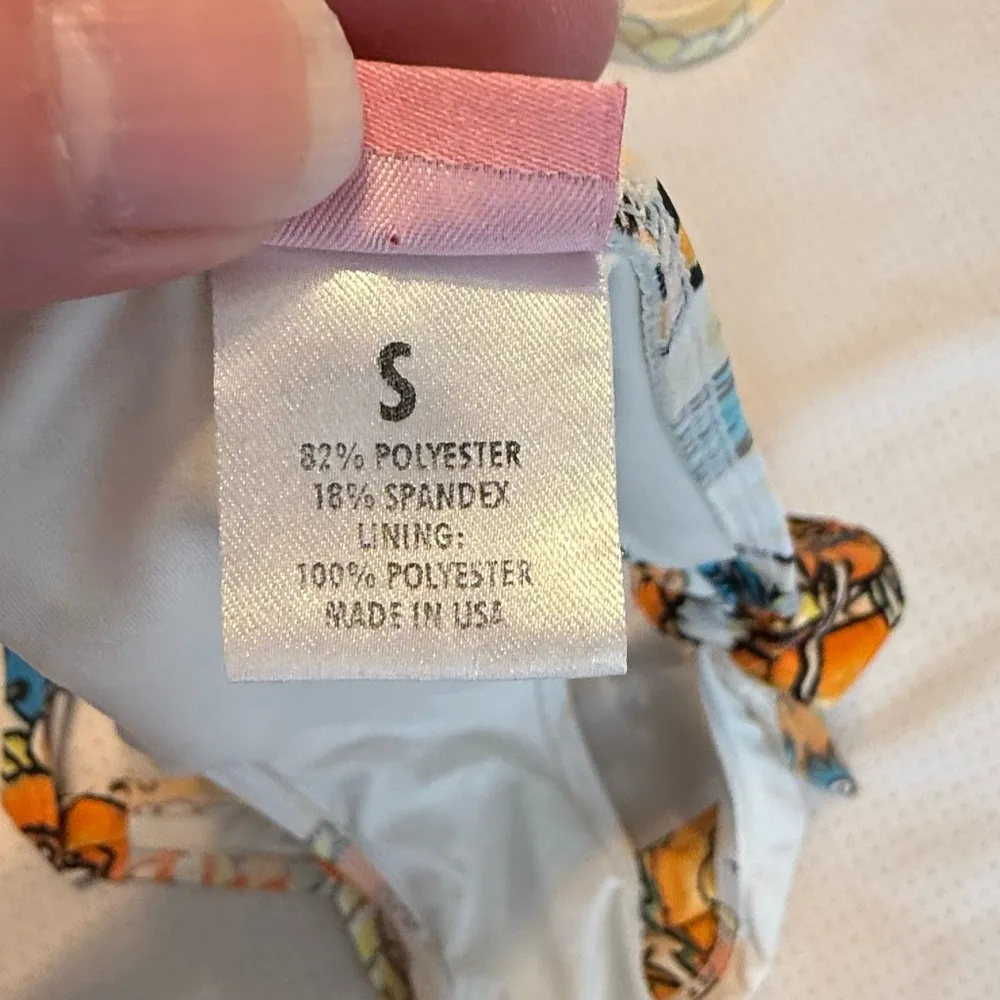 S
82% POLYESTER
18% SPANDEX
LINING:
100% POLYESTER
MADE IN USA